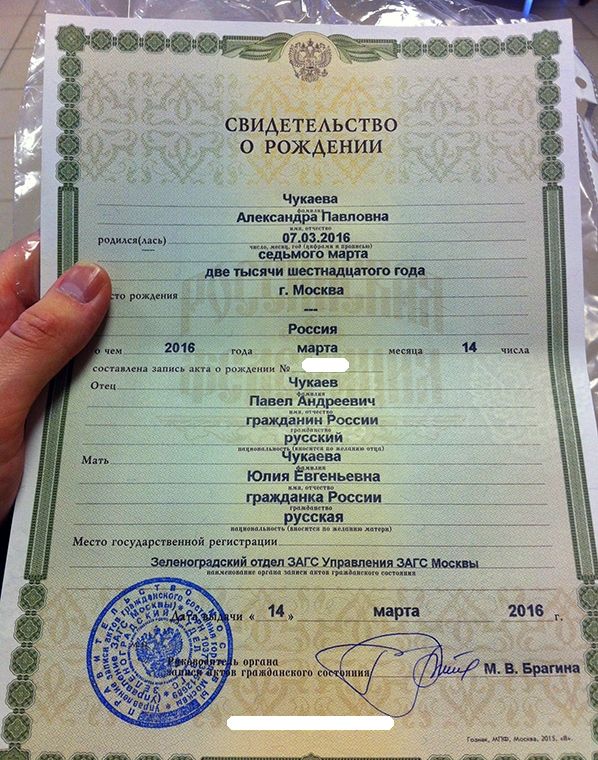 СВИДЕТЕЛЬСТВО
О РОЖДЕНИИ
Чукаева
фамилия
Александра Павловна
имя, отчество
родился(лась) 07.03.2016
число, месяц, год (цифрами и прописью)
седьмого марта
две тысячи шестнадцатого года
сто рождения г. Москва
---
Россия
о чем 2016 года марта месяца 14 числа
составлена запись акта о рождении №
Отец Чукаев
фамилия
Павел Андреевич
имя, отчество
гражданин России
гражданство
русский
национальность (вносится по желанию отца)
Мать Чукаева
фамилия
Юлия Евгеньевна
имя, отчество
гражданка России
гражданство
русская
национальность (вносится по желанию матери)
Место государственной регистрации
Зеленоградский отдел ЗАГС Управления ЗАГС Москвы
наименование органа записи актов гражданского состояния
Дата выдачи « 14 » марта 2016 г.
Руководитель органа
записи актов гражданского состояния М. В. Брагина
Гознак, МПФ, Москва, 2015, «В».